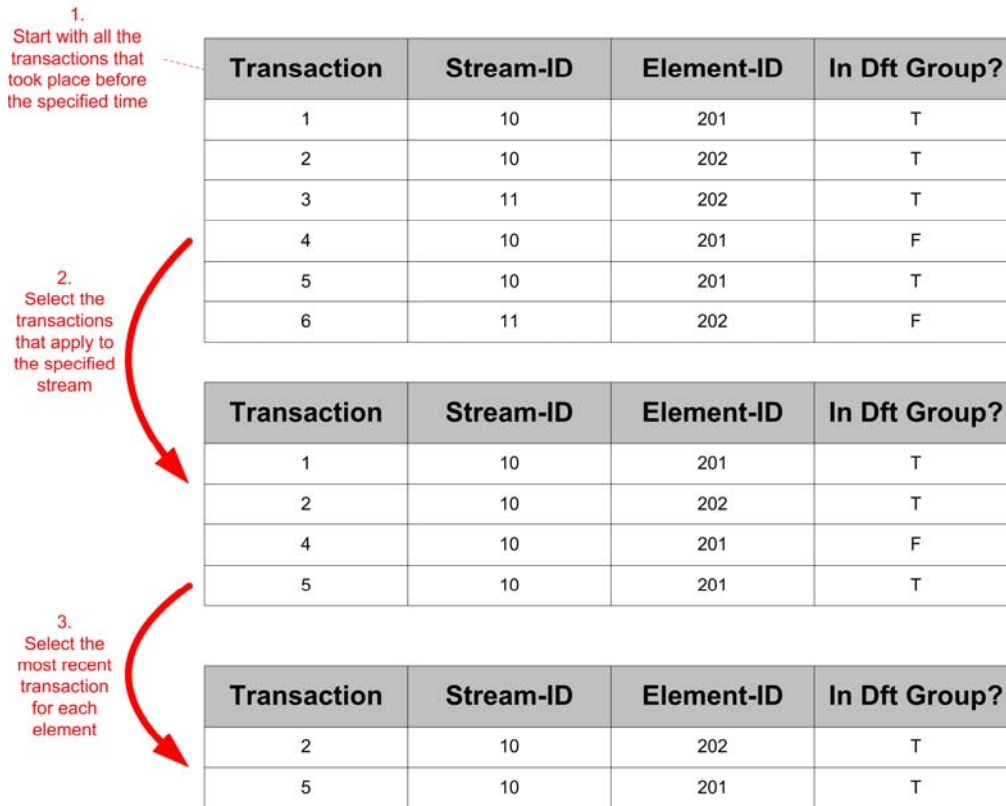 1.
Start with all the
transactions that
took place before
the specified time
Transaction Stream-ID Element-ID In Dft Group?
1 10 201 T
2 10 202 T
3 11 202 T
4 10 201 F
5 10 201 T
6 11 202 F
2.
Select the
transactions
that apply to
the specified
stream
Transaction Stream-ID Element-ID In Dft Group?
1 10 201 T
2 10 202 T
4 10 201 F
5 10 201 T
3.
Select the
most recent
transaction
for each
element
Transaction Stream-ID Element-ID In Dft Group?
2 10 202 T
5 10 201 T